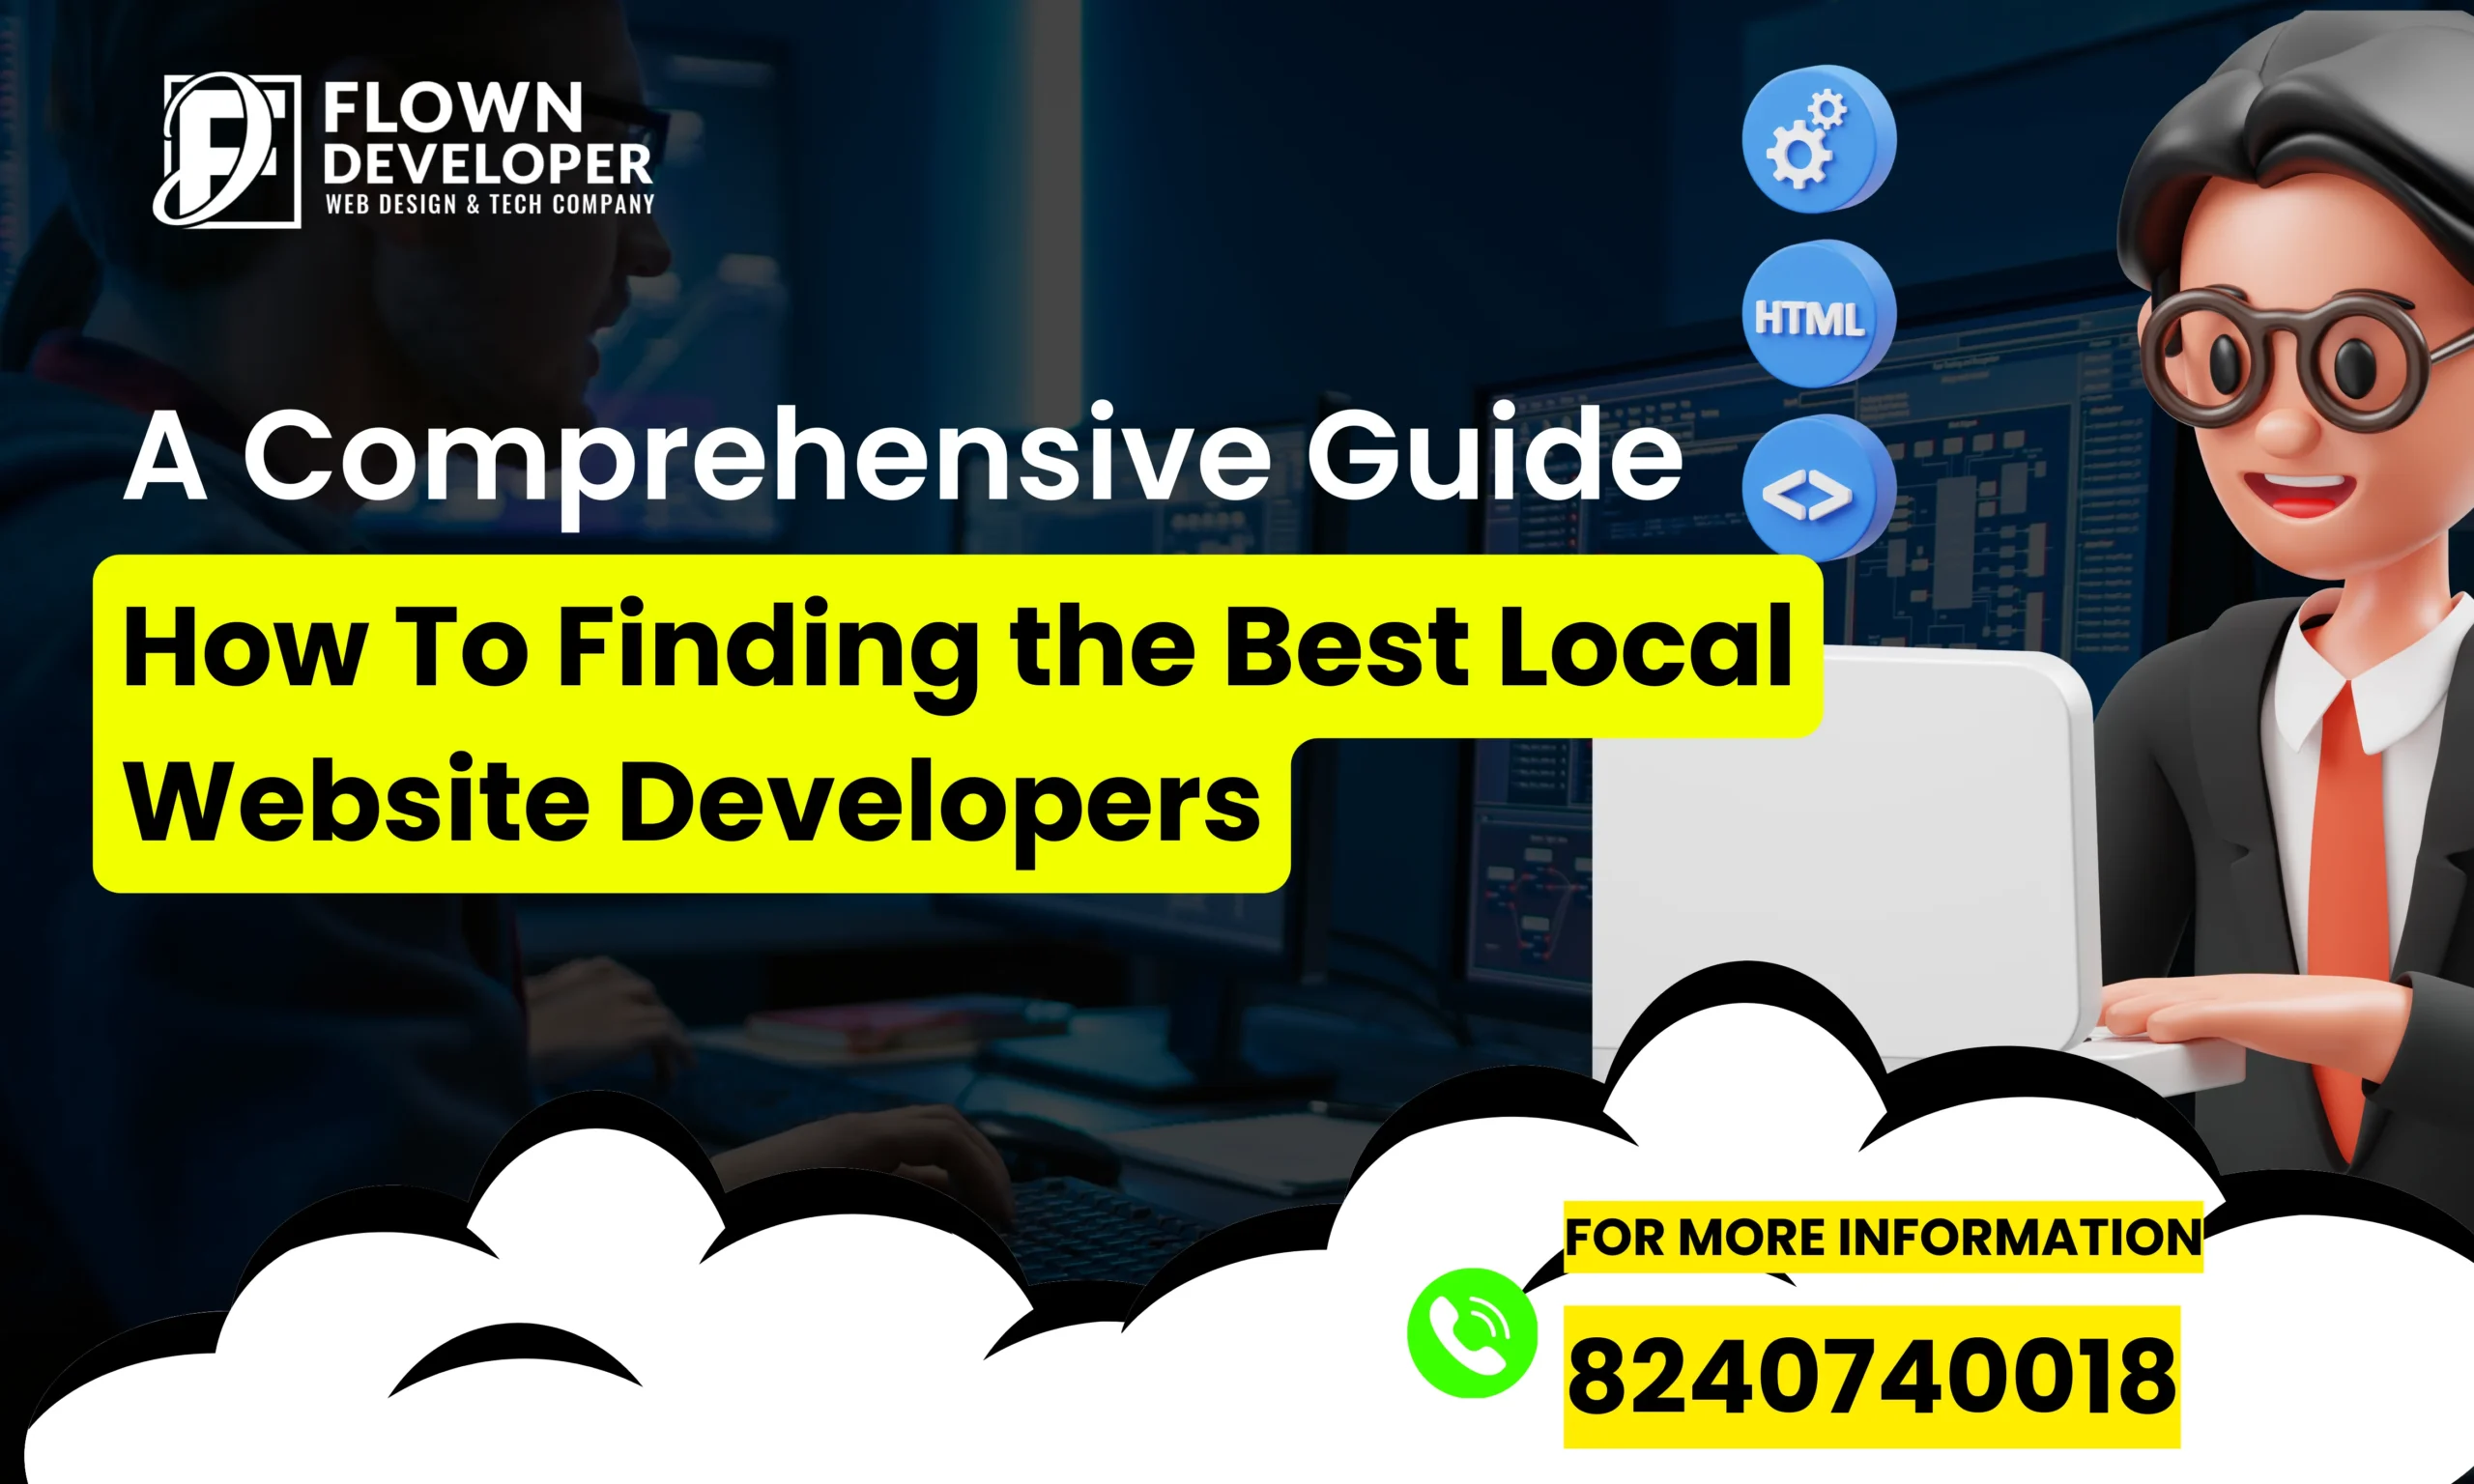 FLOWN
DEVELOPER
WEB DESIGN & TECH COMPANY
HTML
A Comprehensive Guide
How To Finding the Best Local
Website Developers
FOR MORE INFORMATION
8240740018